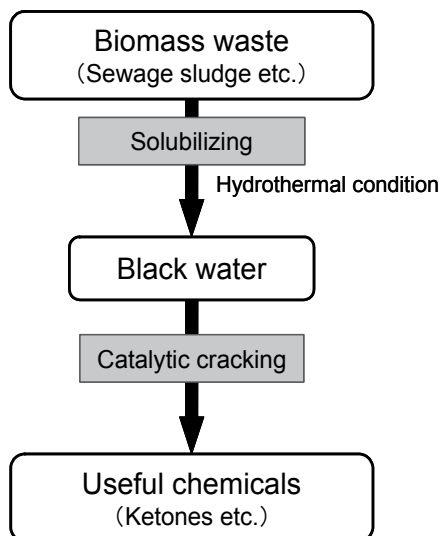 Biomass waste
（Sewage sludge etc.）
Solubilizing
Hydrothermal condition
Black water
Catalytic cracking
Useful chemicals
（Ketones etc.）